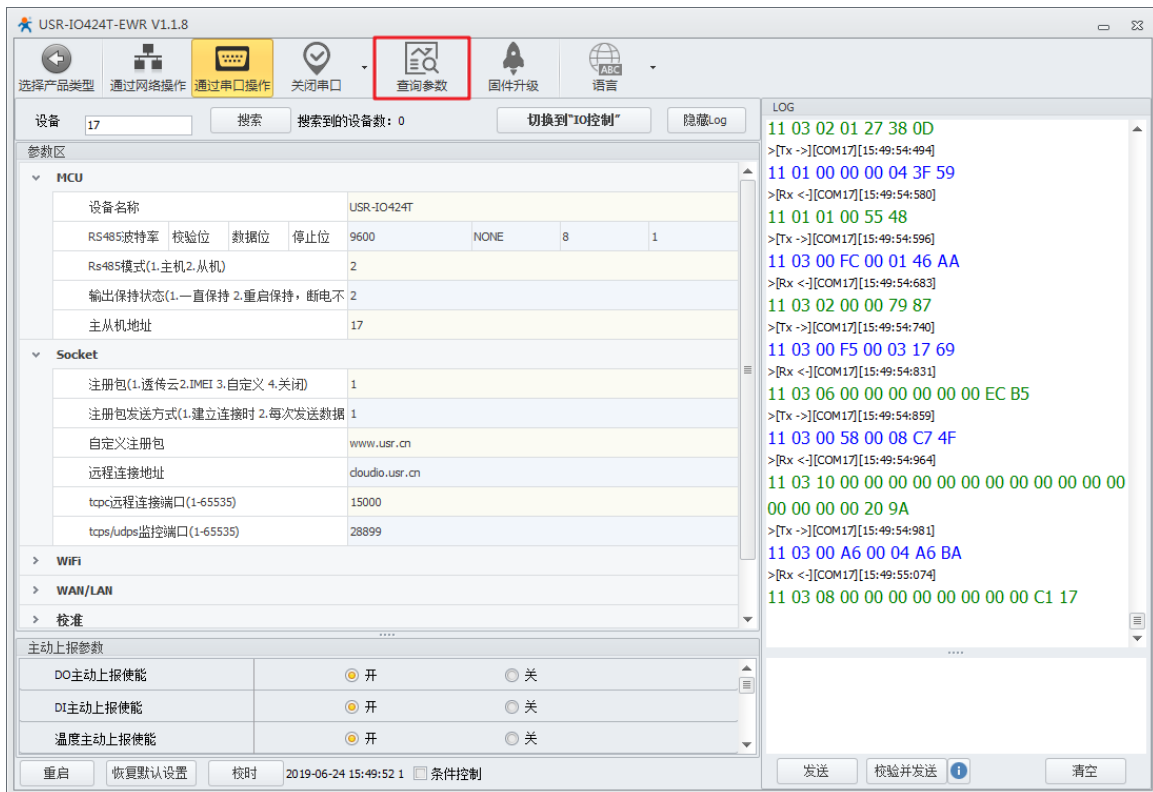 USR-IO424T-EWR V1.1.8
选择产品类型 通过网络操作 通过串口操作 关闭串口 查询参数 固件升级 ABC 语言
设备 17 搜索 搜索到的设备数：0 切换到"IO控制" 隐藏Log
参数区
MCU
设备名称 USR-IO424T
RS485波特率 校验位 数据位 停止位 9600 NONE 8 1
Rs485模式(1.主机2.从机) 2
输出保持状态(1.一直保持 2.重启保持，断电不 2
主从机地址 17
Socket
注册包(1.透传云2.IMEI 3.自定义 4.关闭) 1
注册包发送方式(1.建立连接时 2.每次发送数据 1
自定义注册包 www.usr.cn
远程连接地址 cloudio.usr.cn
tcpc远程连接端口(1-65535) 15000
tcps/udps监控端口(1-65535) 28899
WiFi
WAN/LAN
校准
主动上报参数
DO主动上报使能 开 关
DI主动上报使能 开 关
温度主动上报使能 开 关
重启 恢复默认设置 校时 2019-06-24 15:49:52 1 条件控制
LOG
11 03 02 01 27 38 0D
>[Tx ->][COM17][15:49:54:494]
11 01 00 00 00 04 3F 59
>[Rx <-][COM17][15:49:54:580]
11 01 01 00 55 48
>[Tx ->][COM17][15:49:54:596]
11 03 00 FC 00 01 46 AA
>[Rx <-][COM17][15:49:54:683]
11 03 02 00 00 79 87
>[Tx ->][COM17][15:49:54:740]
11 03 00 F5 00 03 17 69
>[Rx <-][COM17][15:49:54:831]
11 03 06 00 00 00 00 00 00 EC B5
>[Tx ->][COM17][15:49:54:859]
11 03 00 58 00 08 C7 4F
>[Rx <-][COM17][15:49:54:964]
11 03 10 00 00 00 00 00 00 00 00 00 00 00 00
00 00 00 00 20 9A
>[Tx ->][COM17][15:49:54:981]
11 03 00 A6 00 04 A6 BA
>[Rx <-][COM17][15:49:55:074]
11 03 08 00 00 00 00 00 00 00 00 C1 17
发送 校验并发送 清空